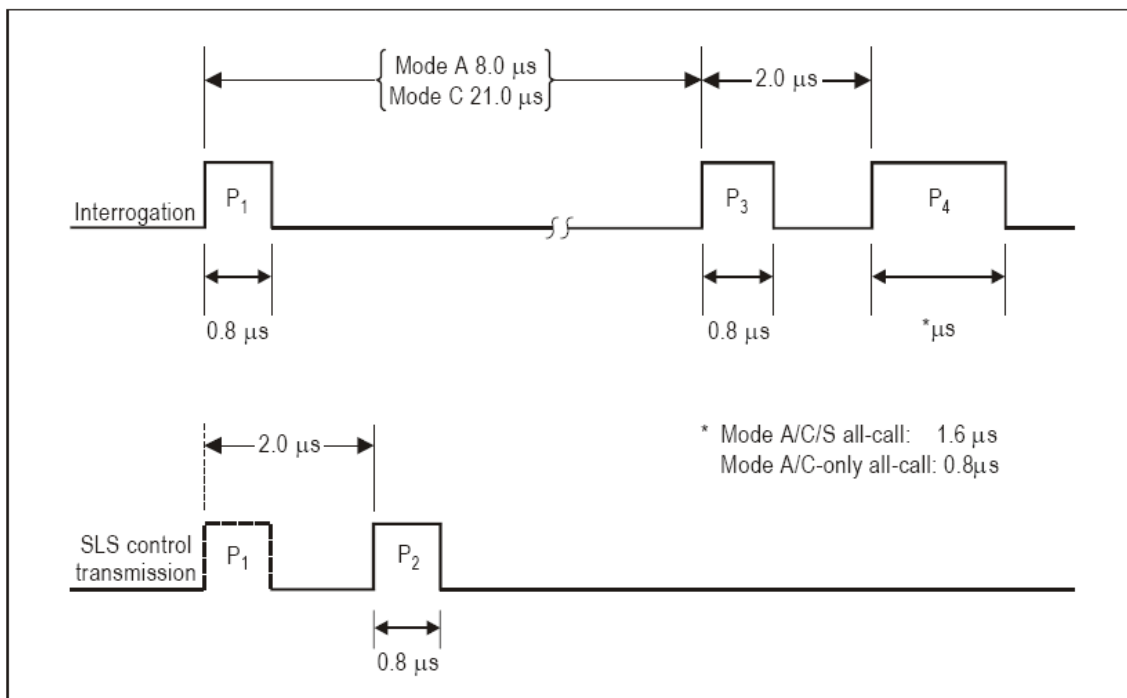 Mode A 8.0 μs
Mode C 21.0 μs
2.0 μs
Interrogation
P₁
P₃
P₄
0.8 μs
0.8 μs
*μs
2.0 μs
* Mode A/C/S all-call: 1.6 μs
Mode A/C-only all-call: 0.8μs
SLS control
transmission
P₁
P₂
0.8 μs